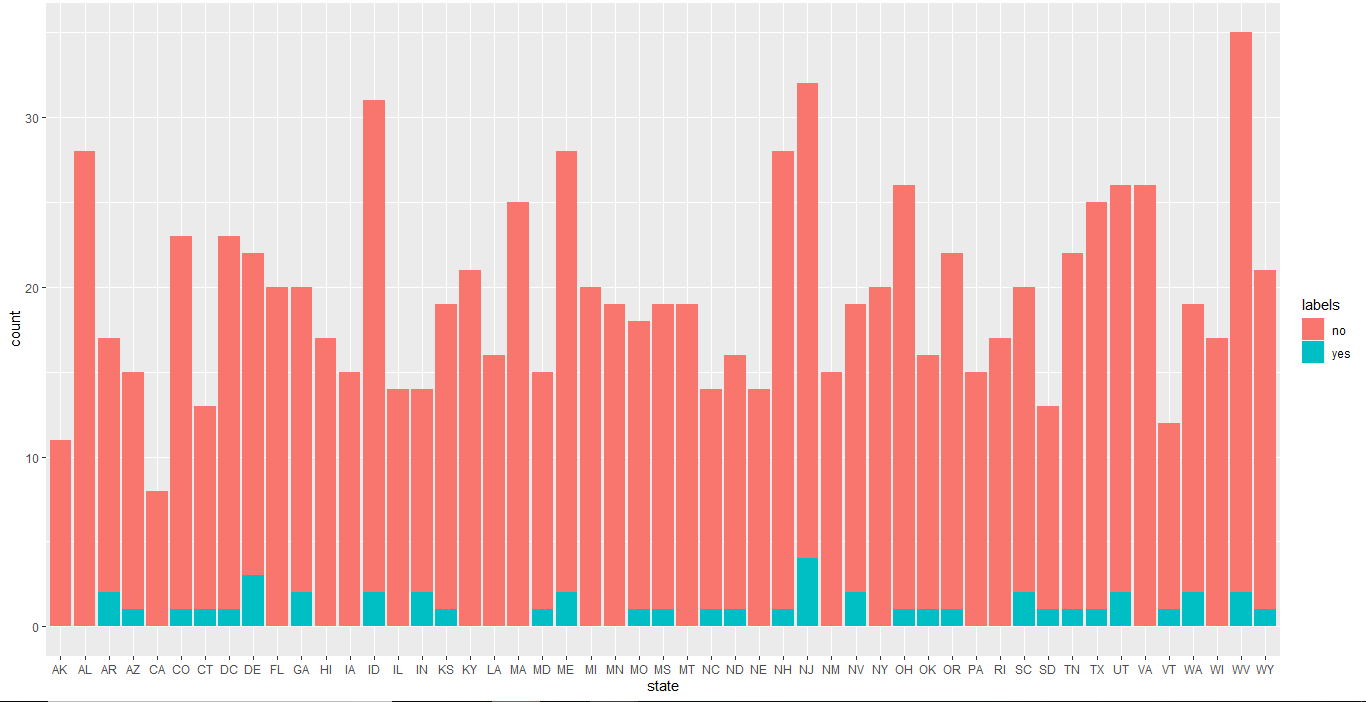 30
20
10
0
count
AK AL AR AZ CA CO CT DC DE FL GA HI IA ID IL IN KS KY LA MA MD ME MI MN MO MS MT NC ND NE NH NJ NM NV NY OH OK OR PA RI SC SD TN TX UT VA VT WA WI WV WY
state
labels
no
yes